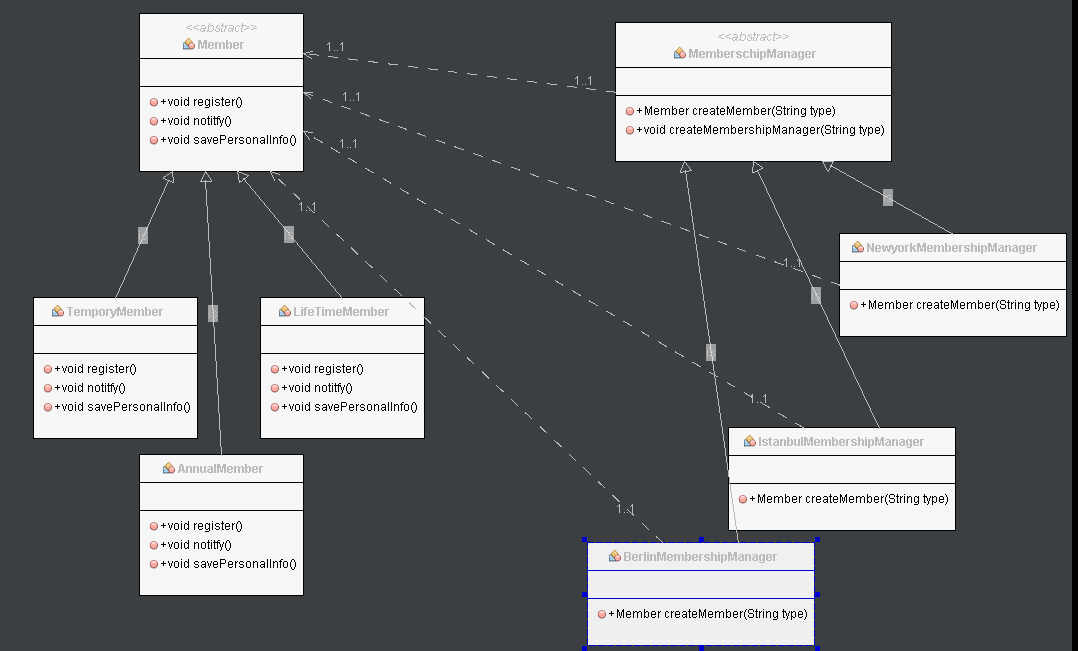 <<abstract>>
Member
+void register()
+void notitfy()
+void savePersonalInfo()
1..1
1..1
<<abstract>>
MemberschipManager
+Member createMember(String type)
+void createMembershipManager(String type)
1..1
1..1
1..1
1..1
NewyorkMembershipManager
+Member createMember(String type)
TemporyMember
+void register()
+void notitfy()
+void savePersonalInfo()
LifeTimeMember
+void register()
+void notitfy()
+void savePersonalInfo()
1..1
IstanbulMembershipManager
+Member createMember(String type)
AnnualMember
+void register()
+void notitfy()
+void savePersonalInfo()
1..1
BerlinMembershipManager
+Member createMember(String type)